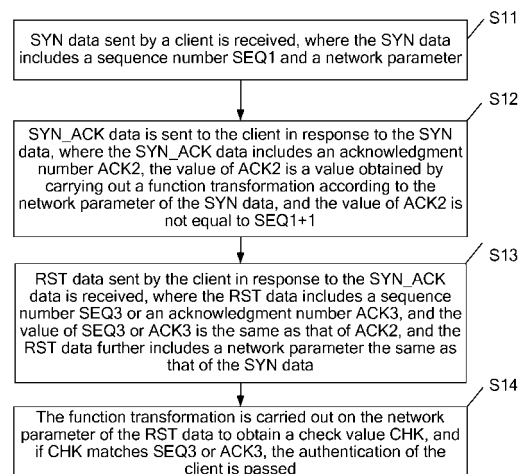 S11
SYN data sent by a client is received, where the SYN data
includes a sequence number SEQ1 and a network parameter
S12
SYN_ACK data is sent to the client in response to the SYN
data, where the SYN_ACK data includes an acknowledgment
number ACK2, the value of ACK2 is a value obtained by
carrying out a function transformation according to the
network parameter of the SYN data, and the value of ACK2 is
not equal to SEQ1+1
S13
RST data sent by the client in response to the SYN_ACK
data is received, where the RST data includes a sequence
number SEQ3 or an acknowledgment number ACK3, and the
value of SEQ3 or ACK3 is the same as that of ACK2, and the
RST data further includes a network parameter the same as
that of the SYN data
S14
The function transformation is carried out on the network
parameter of the RST data to obtain a check value CHK, and
if CHK matches SEQ3 or ACK3, the authentication of the
client is passed